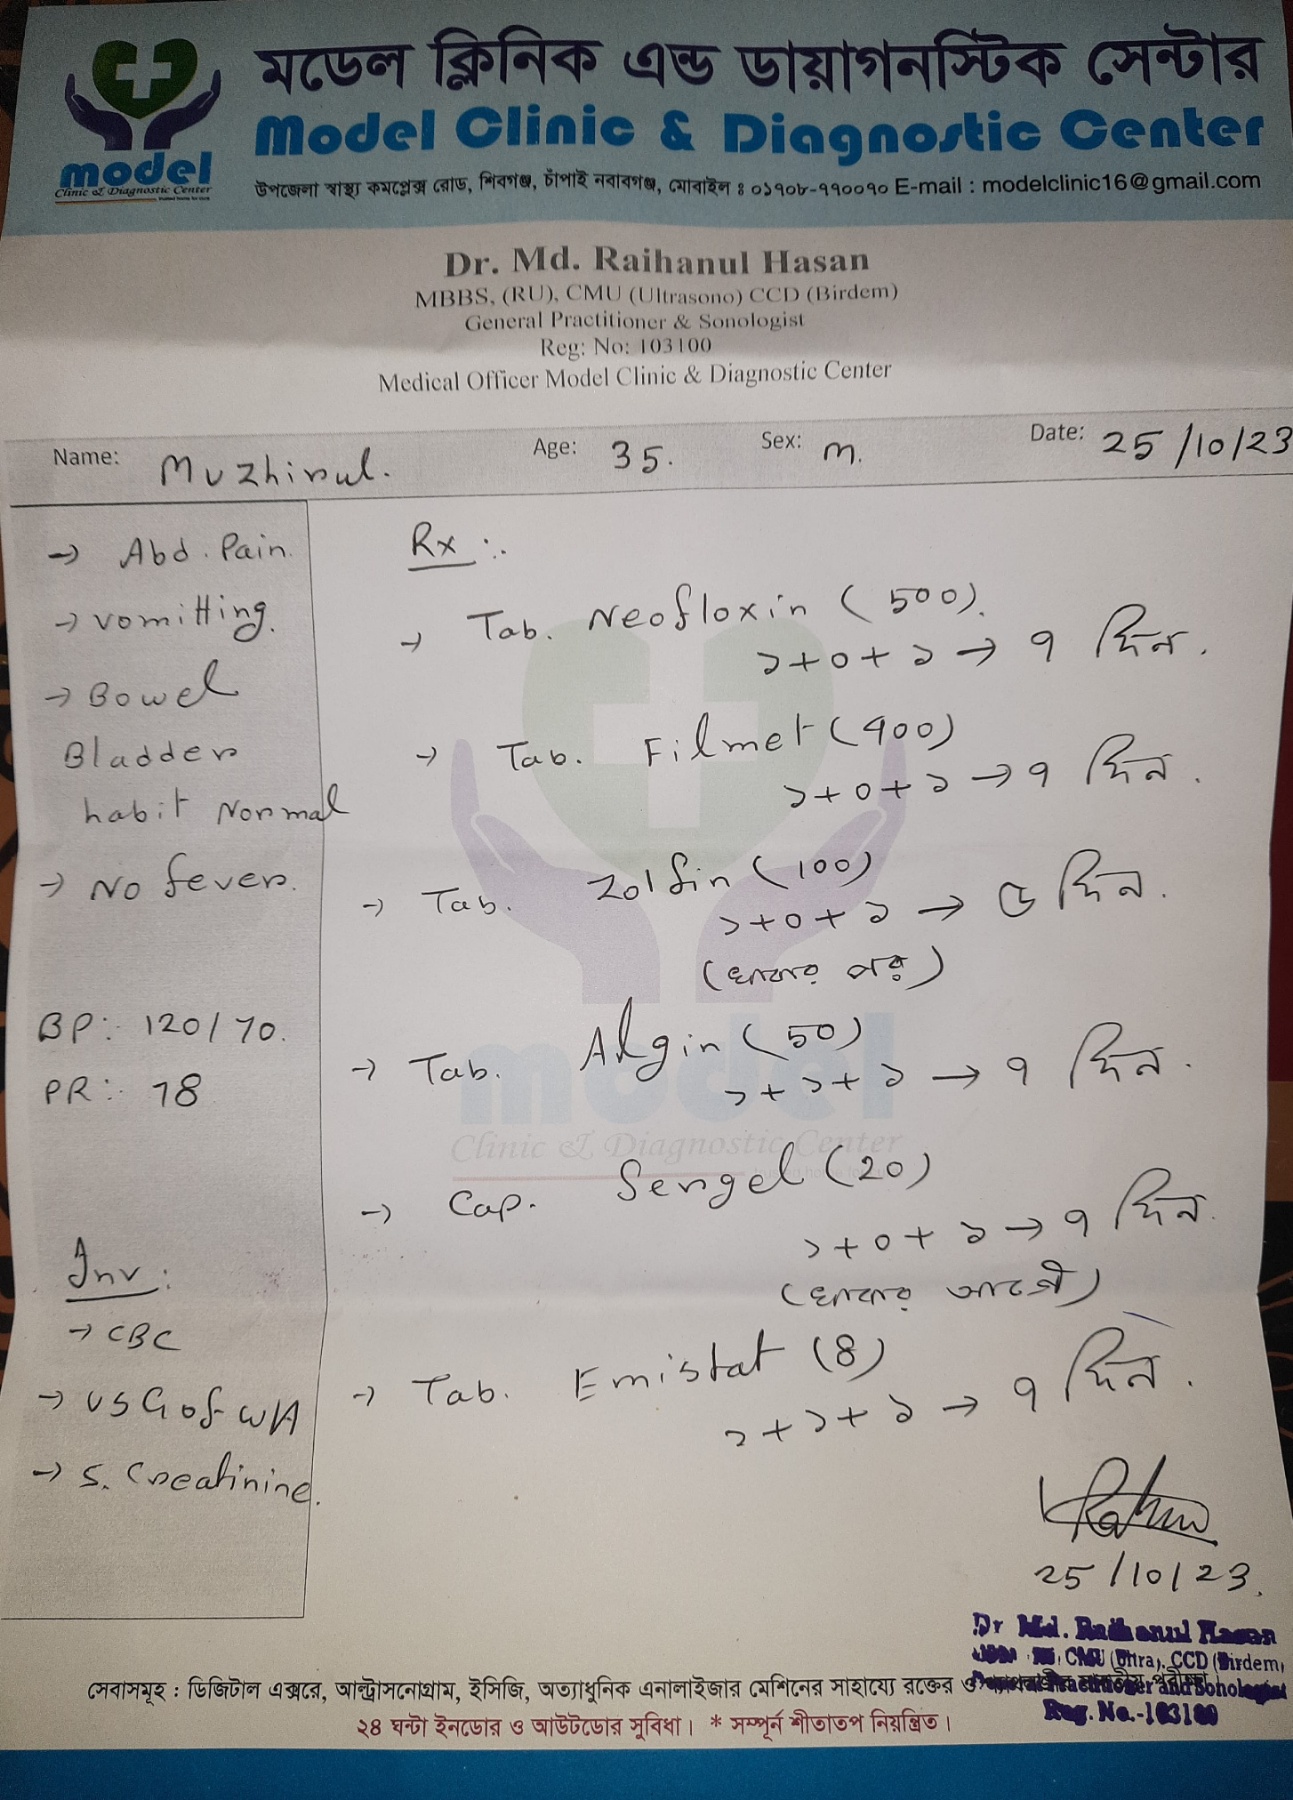 মডেল ক্লিনিক এন্ড ডায়াগনস্টিক সেন্টার
Model Clinic & Diagnostic Center
model
Clinic & Diagnostic Center
উপজেলা স্বাস্থ্য কমপ্লেক্স রোড, শিবগঞ্জ, চাঁপাই নবাবগঞ্জ, মোবাইল ঃ ০১৭০৮-৭৭০০৭০ E-mail : modelclinic16@gmail.com
Dr. Md. Raihanul Hasan
MBBS, (RU), CMU (Ultrasono) CCD (Birdem)
General Practitioner & Sonologist
Reg: No: 103100
Medical Officer Model Clinic & Diagnostic Center
Name: Muzhirul. Age: 35. Sex: M. Date: 25/10/23
→ Abd. Pain.
→ vomitting.
→ Bowel
Bladder
habit Normal
→ No fever.
BP:- 120/70.
PR:- 78
Inv:
→ CBC
→ USG of W/A
→ S. Creatinine.
Rx :.
→ Tab. Neofloxin (500).
১+০+১ → ৭ দিন.
→ Tab. Filmet (400)
১+০+১ → ৭ দিন.
→ Tab. Zolfin (100)
১+০+১ → ৫ দিন.
(খাবার পর)
→ Tab. Algin (50)
১+১+১ → ৭ দিন.
→ Cap. Sergel (20)
১+০+১ → ৭ দিন.
(খাবার আগে)
→ Tab. Emistat (8)
১+১+১ → ৭ দিন.
model
Clinic & Diagnostic Center
25/10/23.
Dr Md. Raihanul Hasan
CMU (Ultra), CCD (Birdem)
Reg. No.-103100
সেবাসমূহ : ডিজিটাল এক্সরে, আল্ট্রাসনোগ্রাম, ইসিজি, অত্যাধুনিক এনালাইজার মেশিনের সাহায্যে রক্তের ও
২৪ ঘন্টা ইনডোর ও আউটডোর সুবিধা। * সম্পূর্ন শীতাতপ নিয়ন্ত্রিত।